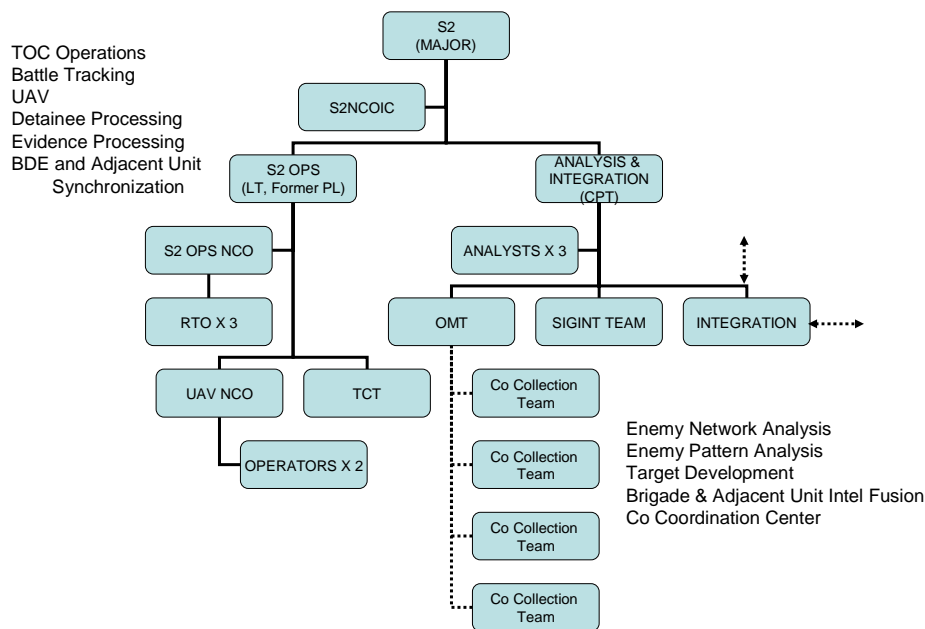 S2
(MAJOR)
TOC Operations
Battle Tracking
UAV
Detainee Processing
Evidence Processing
BDE and Adjacent Unit
Synchronization
S2NCOIC
S2 OPS
(LT, Former PL)
ANALYSIS &
INTEGRATION
(CPT)
S2 OPS NCO
ANALYSTS X 3
RTO X 3
OMT
SIGINT TEAM
INTEGRATION
UAV NCO
TCT
Co Collection
Team
OPERATORS X 2
Co Collection
Team
Co Collection
Team
Co Collection
Team
Enemy Network Analysis
Enemy Pattern Analysis
Target Development
Brigade & Adjacent Unit Intel Fusion
Co Coordination Center